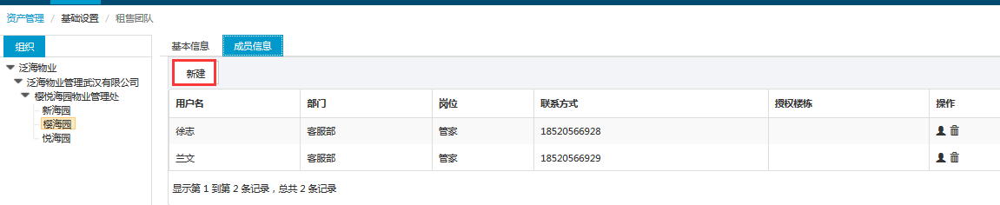 资产管理 / 基础设置 / 租售团队
组织
泛海物业
泛海物业管理武汉有限公司
樱悦海园物业管理处
新海园
樱海园
悦海园
基本信息 成员信息
新建
用户名 部门 岗位 联系方式 授权楼栋 操作
徐志 客服部 管家 18520566928
兰文 客服部 管家 18520566929
显示第 1 到第 2 条记录，总共 2 条记录